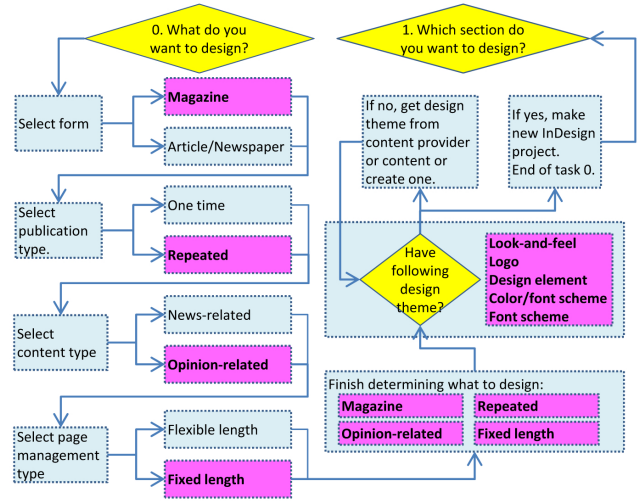 0. What do you
want to design?
Select form
Magazine
Article/Newspaper
Select
publication
type.
One time
Repeated
Select
content type
News-related
Opinion-related
Select page
management
type
Flexible length
Fixed length
1. Which section do
you want to design?
If no, get design
theme from
content provider
or content or
create one.
If yes, make
new InDesign
project.
End of task 0.
Have
following
design
theme?
Look-and-feel
Logo
Design element
Color/font scheme
Font scheme
Finish determining what to design:
Magazine
Repeated
Opinion-related
Fixed length